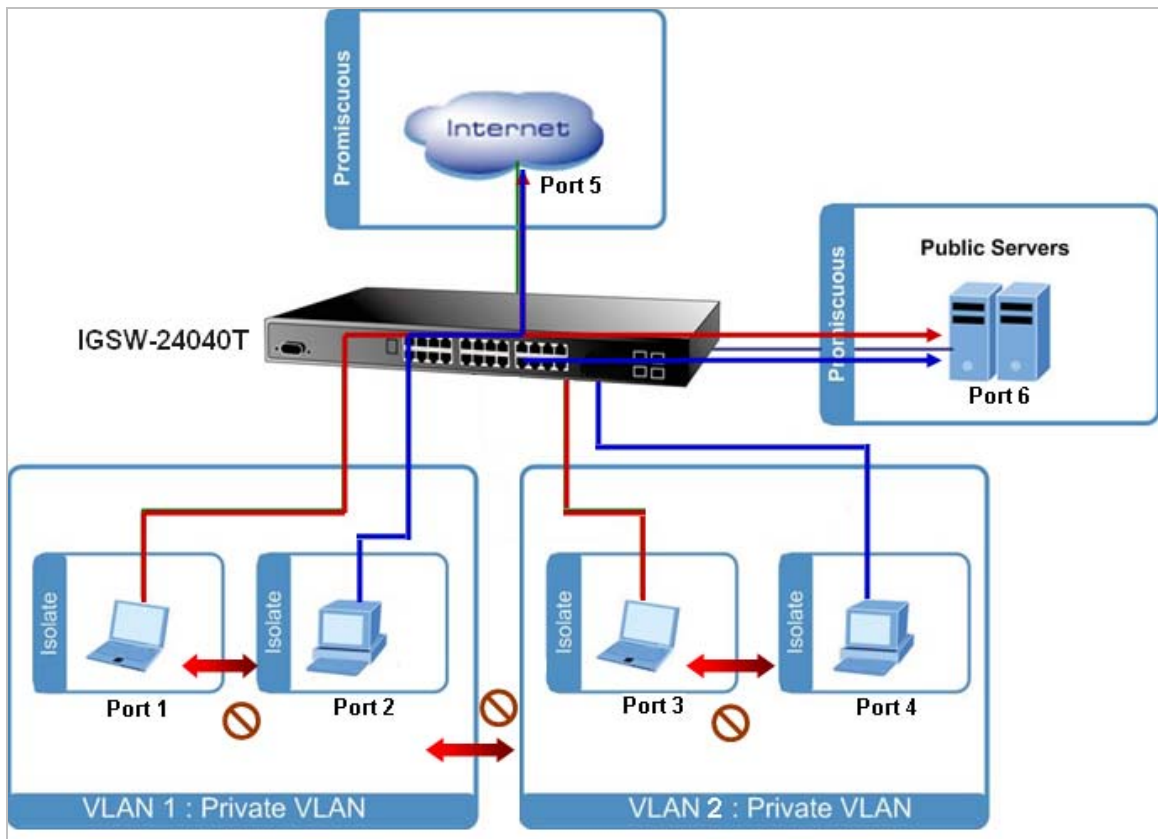 Promiscuous
Internet
Port 5
Promiscuous
Public Servers
Port 6
IGSW-24040T
Isolate
Port 1
Isolate
Port 2
Isolate
Port 3
Isolate
Port 4
VLAN 1 : Private VLAN
VLAN 2 : Private VLAN